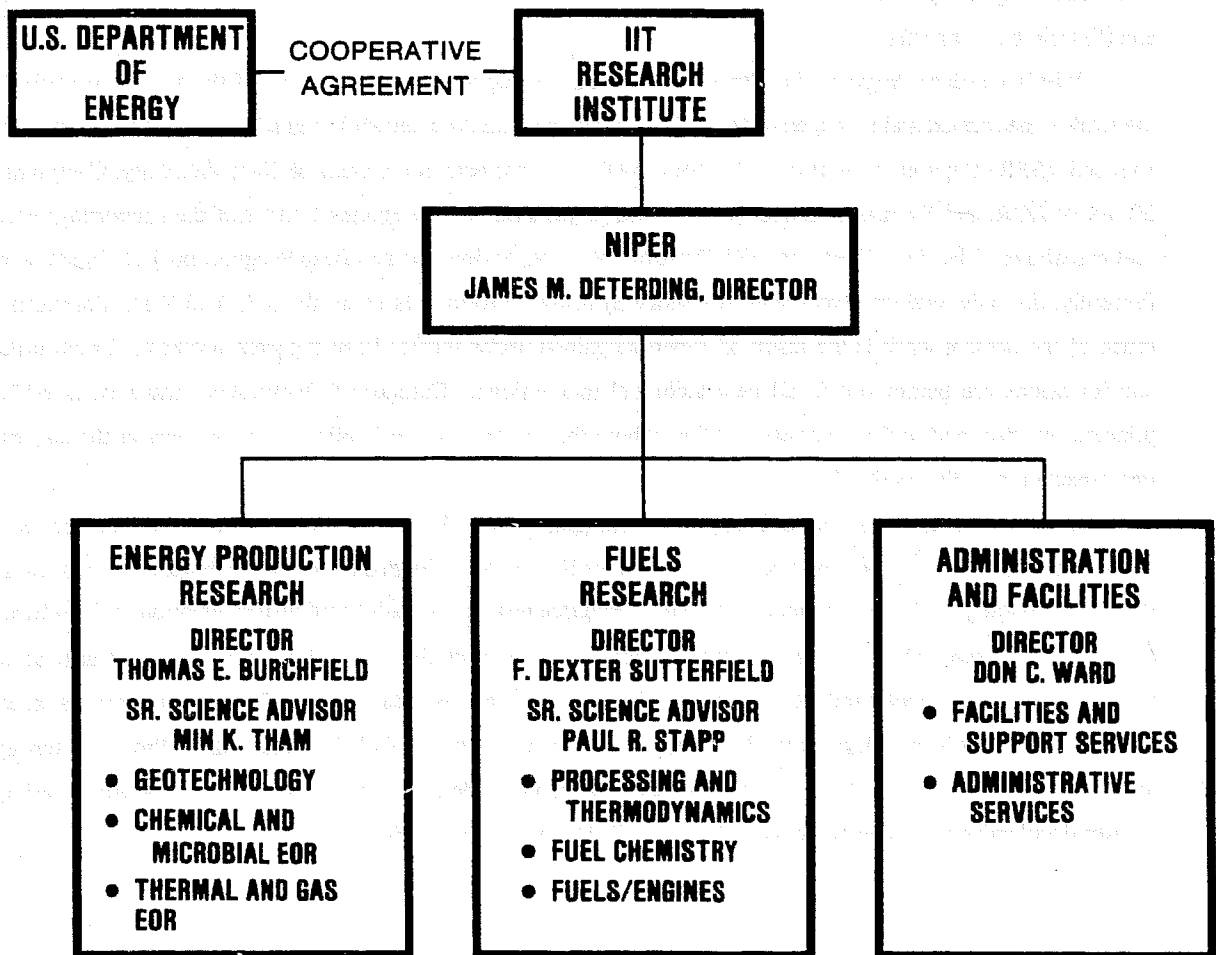 U.S. DEPARTMENT
OF
ENERGY
COOPERATIVE
AGREEMENT
IIT
RESEARCH
INSTITUTE
NIPER
JAMES M. DETERDING, DIRECTOR
ENERGY PRODUCTION
RESEARCH
DIRECTOR
THOMAS E. BURCHFIELD
SR. SCIENCE ADVISOR
MIN K. THAM
• GEOTECHNOLOGY
• CHEMICAL AND
MICROBIAL EOR
• THERMAL AND GAS
EOR
FUELS
RESEARCH
DIRECTOR
F. DEXTER SUTTERFIELD
SR. SCIENCE ADVISOR
PAUL R. STAPP
• PROCESSING AND
THERMODYNAMICS
• FUEL CHEMISTRY
• FUELS/ENGINES
ADMINISTRATION
AND FACILITIES
DIRECTOR
DON C. WARD
• FACILITIES AND
SUPPORT SERVICES
• ADMINISTRATIVE
SERVICES